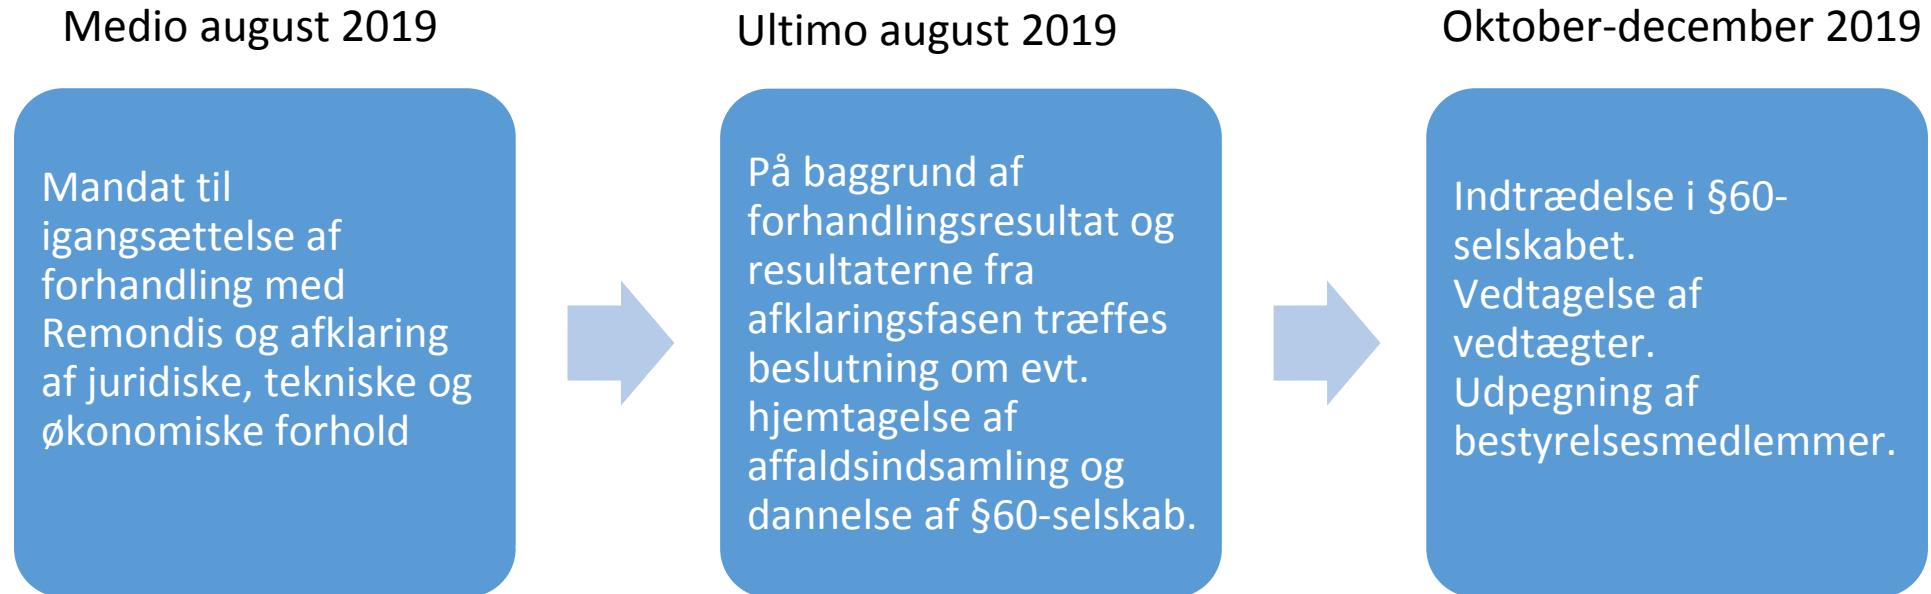 Medio august 2019
Mandat til
igangsættelse af
forhandling med
Remondis og afklaring
af juridiske, tekniske og
økonomiske forhold
Ultimo august 2019
På baggrund af
forhandlingsresultat og
resultaterne fra
afklaringsfasen træffes
beslutning om evt.
hjemtagelse af
affaldsindsamling og
dannelse af §60-selskab.
Oktober-december 2019
Indtrædelse i §60-
selskabet.
Vedtagelse af
vedtægter.
Udpegning af
bestyrelsesmedlemmer.